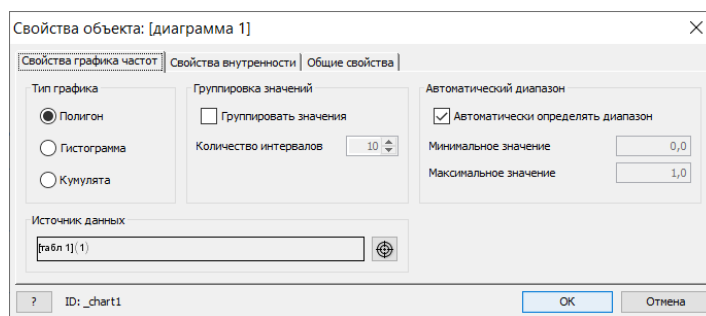 Свойства объекта: [диаграмма 1]
Свойства графика частот Свойства внутренности Общие свойства
Тип графика Группировка значений Автоматический диапазон
Полигон Группировать значения Автоматически определять диапазон
Гистограмма Количество интервалов 10 Минимальное значение 0,0
Кумулята Максимальное значение 1,0
Источник данных
[табл 1](1)
? ID: _chart1 ОК Отмена